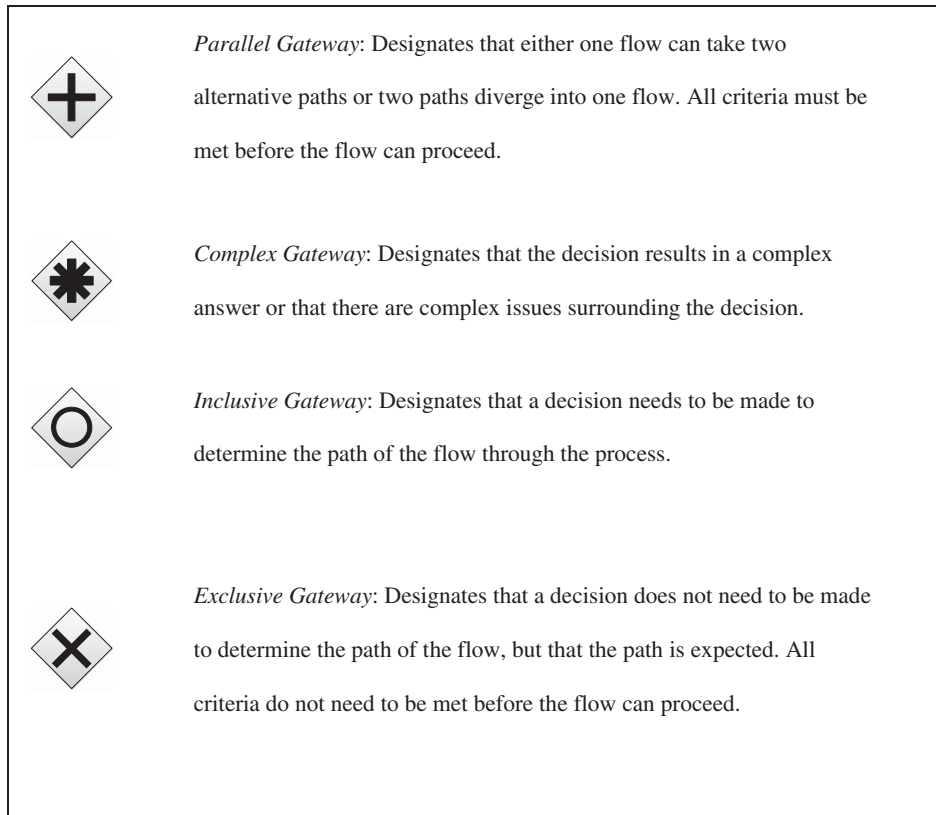 Parallel Gateway: Designates that either one flow can take two
alternative paths or two paths diverge into one flow. All criteria must be
met before the flow can proceed.
Complex Gateway: Designates that the decision results in a complex
answer or that there are complex issues surrounding the decision.
Inclusive Gateway: Designates that a decision needs to be made to
determine the path of the flow through the process.
Exclusive Gateway: Designates that a decision does not need to be made
to determine the path of the flow, but that the path is expected. All
criteria do not need to be met before the flow can proceed.